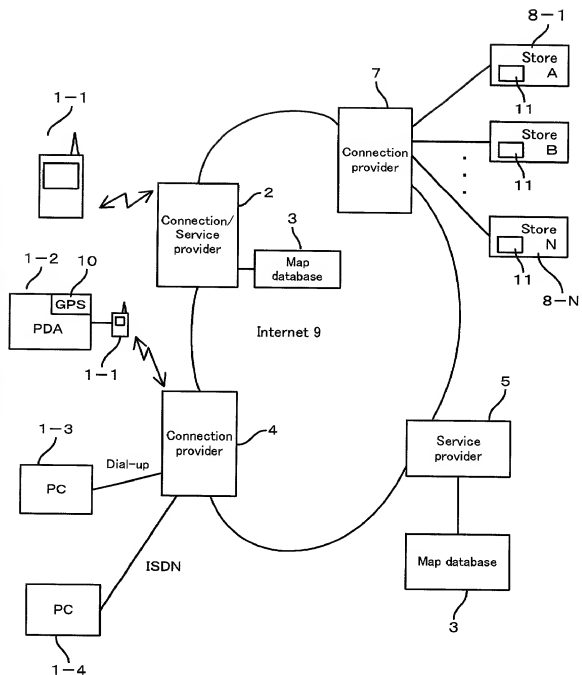 8-1
Store
A
11
7
Store
B
11
1-1
Connection
provider
2
Connection/
Service
provider
3
Map
database
Store
N
11
8-N
1-2
10
GPS
PDA
1-1
Internet 9
5
1-3
Connection
provider
4
Service
provider
Dial-up
PC
ISDN
Map database
PC
3
1-4